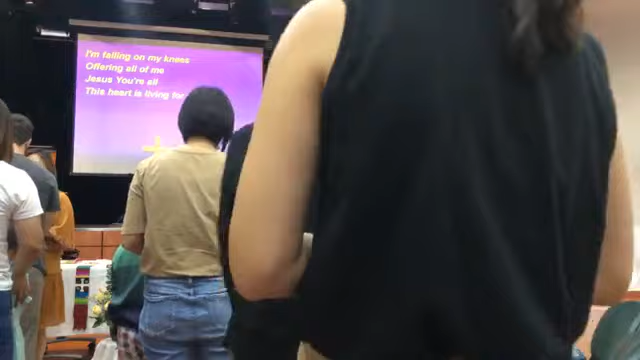 I'm falling on my knees
Offering all of me
Jesus You're all
This heart is living for